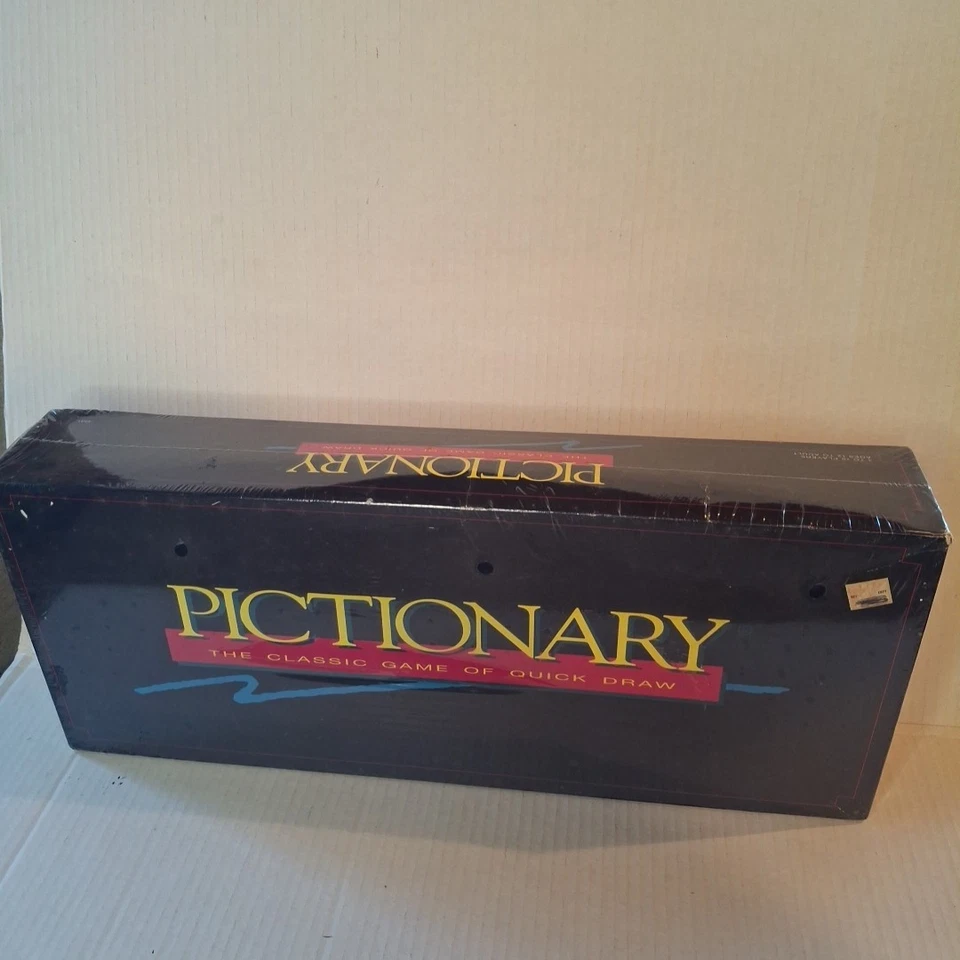 THE CLASSIC GAME OF QUICK DRAW
PICTIONARY
PICTIONARY
THE CLASSIC GAME OF QUICK DRAW